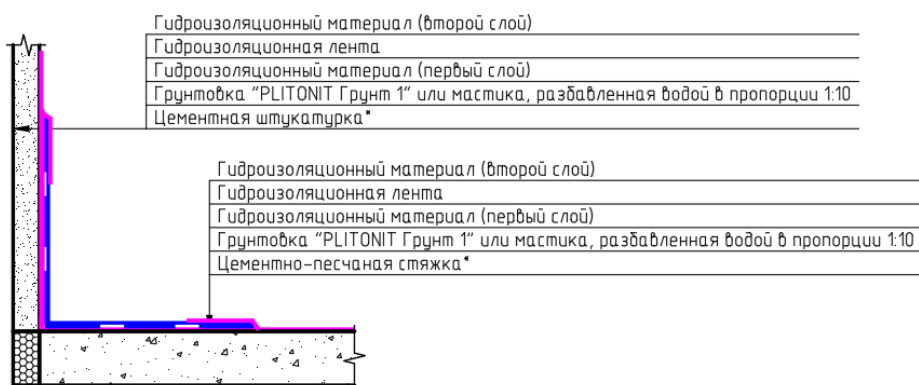 Гидроизоляционный материал (второй слой)
Гидроизоляционная лента
Гидроизоляционный материал (первый слой)
Грунтовка "PLITONIT Грунт 1" или мастика, разбавленная водой в пропорции 1:10
Цементная штукатурка*
Гидроизоляционный материал (второй слой)
Гидроизоляционная лента
Гидроизоляционный материал (первый слой)
Грунтовка "PLITONIT Грунт 1" или мастика, разбавленная водой в пропорции 1:10
Цементно-песчаная стяжка*